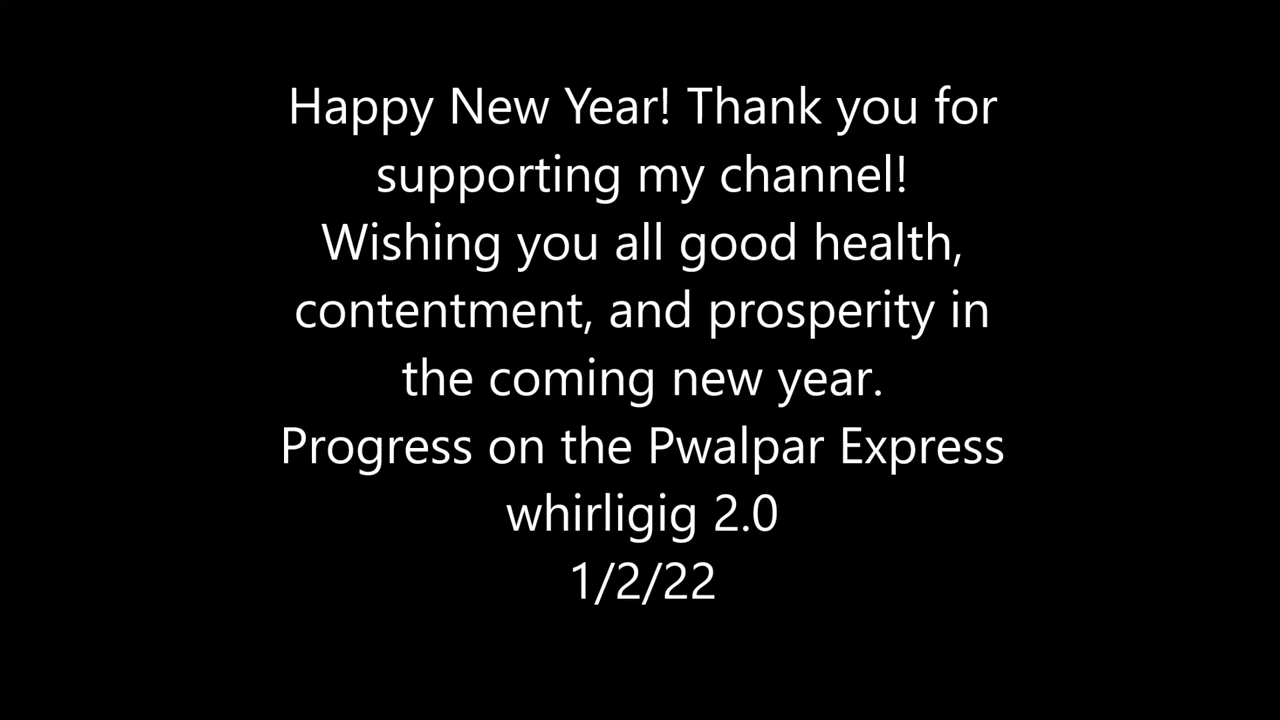 Happy New Year! Thank you for
supporting my channel!
Wishing you all good health,
contentment, and prosperity in
the coming new year.
Progress on the Pwalpar Express
whirligig 2.0
1/2/22